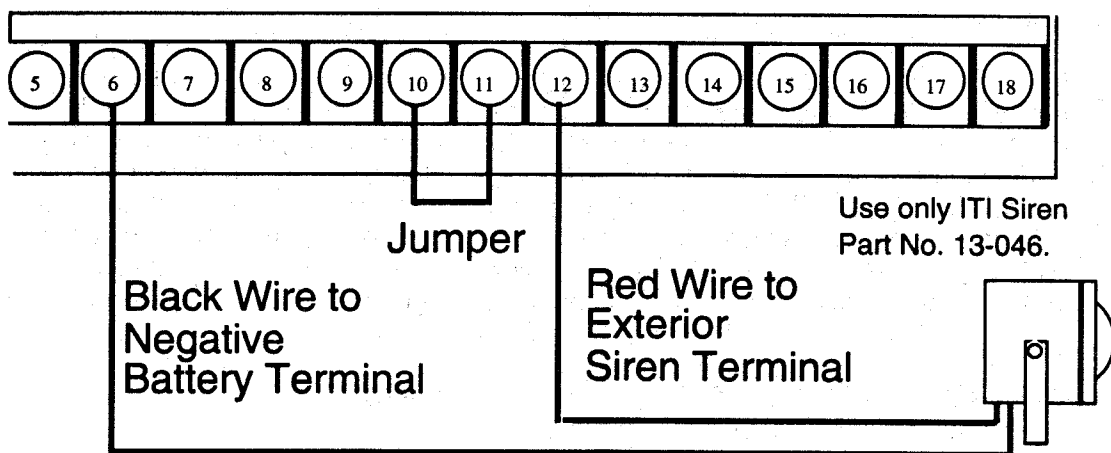 5 6 7 8 9 10 11 12 13 14 15 16 17 18
Use only ITI Siren
Part No. 13-046.
Jumper
Black Wire to
Negative
Battery Terminal
Red Wire to
Exterior
Siren Terminal